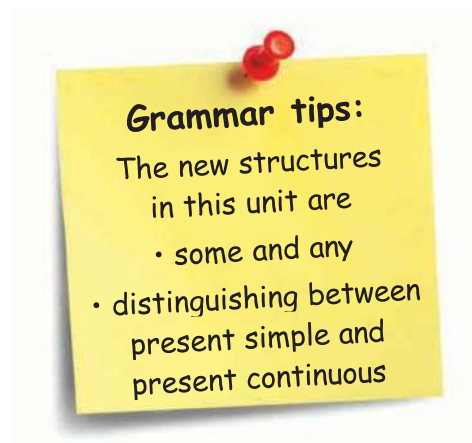 Grammar tips:
The new structures
in this unit are
• some and any
• distinguishing between
present simple and
present continuous